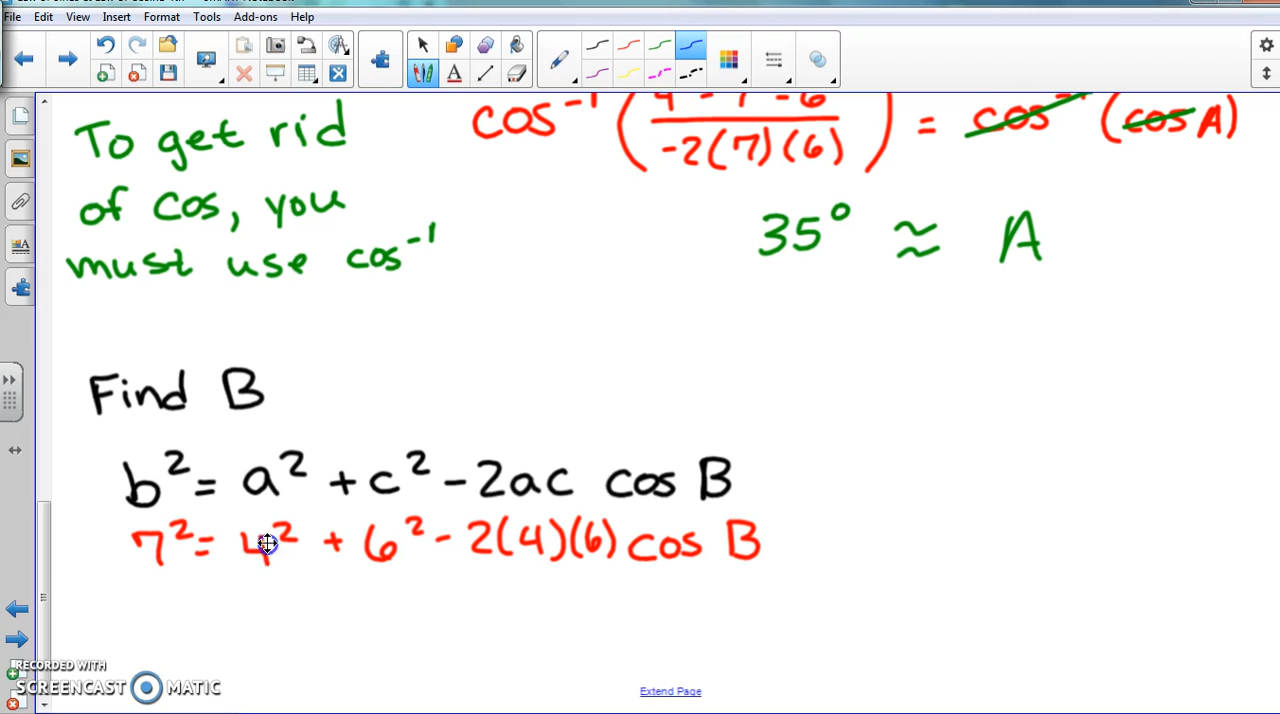 File Edit View Insert Format Tools Add-ons Help
cos⁻¹ (4 - 7 - 6 / -2(7)(6)) = cos⁻¹ (cos A)
To get rid
of cos, you
must use cos⁻¹
35° ≈ A
Find B
b² = a² + c² - 2ac cos B
7² = 4² + 6² - 2(4)(6) cos B
RECORDED WITH
SCREENCAST MATIC
Extend Page